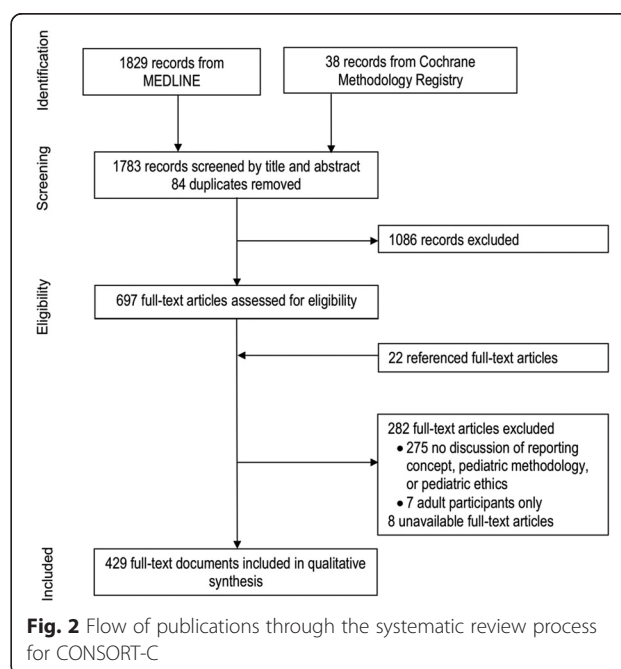 Identification
1829 records from
MEDLINE
38 records from Cochrane
Methodology Registry
Screening
1783 records screened by title and abstract
84 duplicates removed
1086 records excluded
Eligibility
697 full-text articles assessed for eligibility
22 referenced full-text articles
282 full-text articles excluded
• 275 no discussion of reporting
concept, pediatric methodology,
or pediatric ethics
• 7 adult participants only
8 unavailable full-text articles
Included
429 full-text documents included in qualitative
synthesis
Fig. 2 Flow of publications through the systematic review process
for CONSORT-C